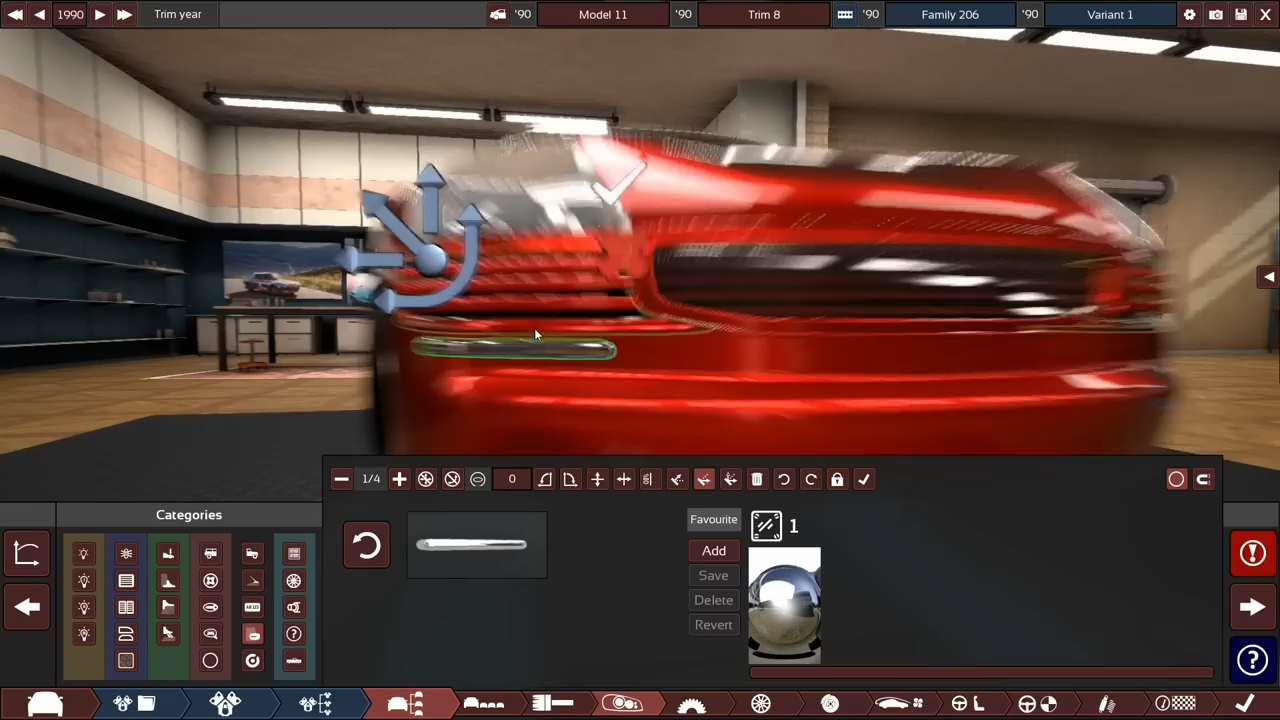 1990 Trim year '90 Model 11 '90 Trim 8 '90 Family 206 '90 Variant 1
1/4 0
Categories
Favourite 1
Add
Save
Delete
Revert